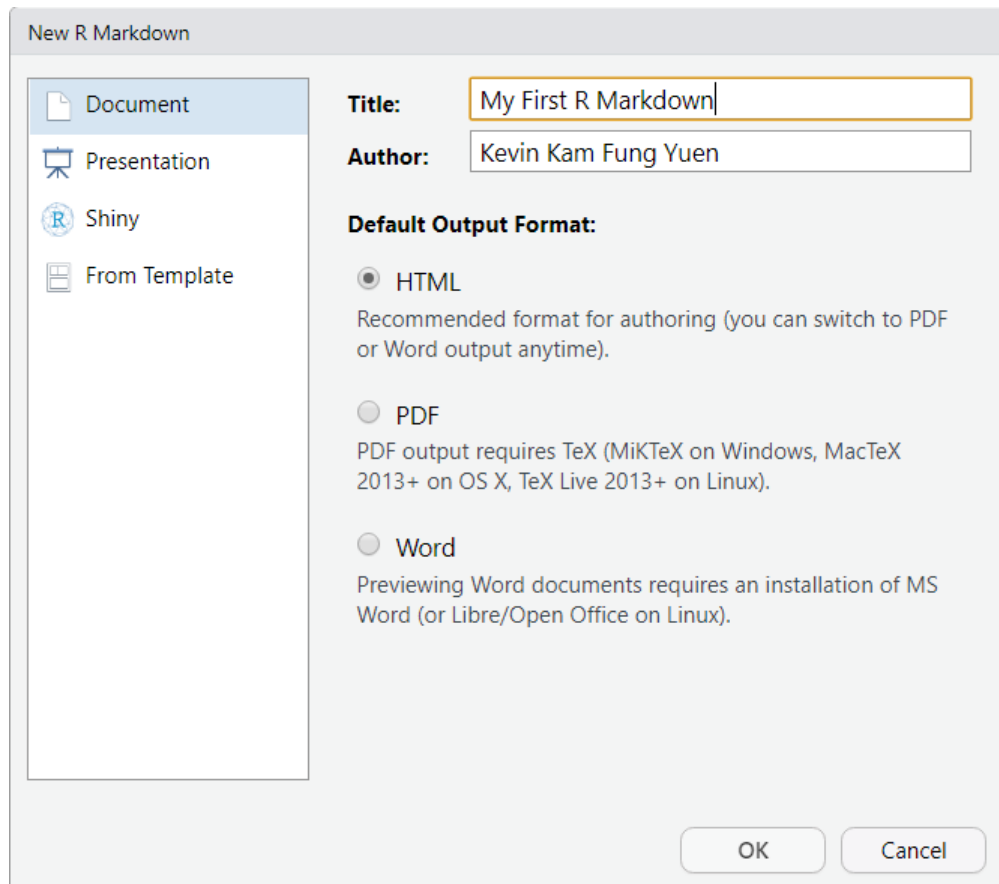 New R Markdown
Document
Presentation
R Shiny
From Template
Title: My First R Markdown
Author: Kevin Kam Fung Yuen
Default Output Format:
HTML
Recommended format for authoring (you can switch to PDF
or Word output anytime).
PDF
PDF output requires TeX (MiKTeX on Windows, MacTeX
2013+ on OS X, TeX Live 2013+ on Linux).
Word
Previewing Word documents requires an installation of MS
Word (or Libre/Open Office on Linux).
OK Cancel